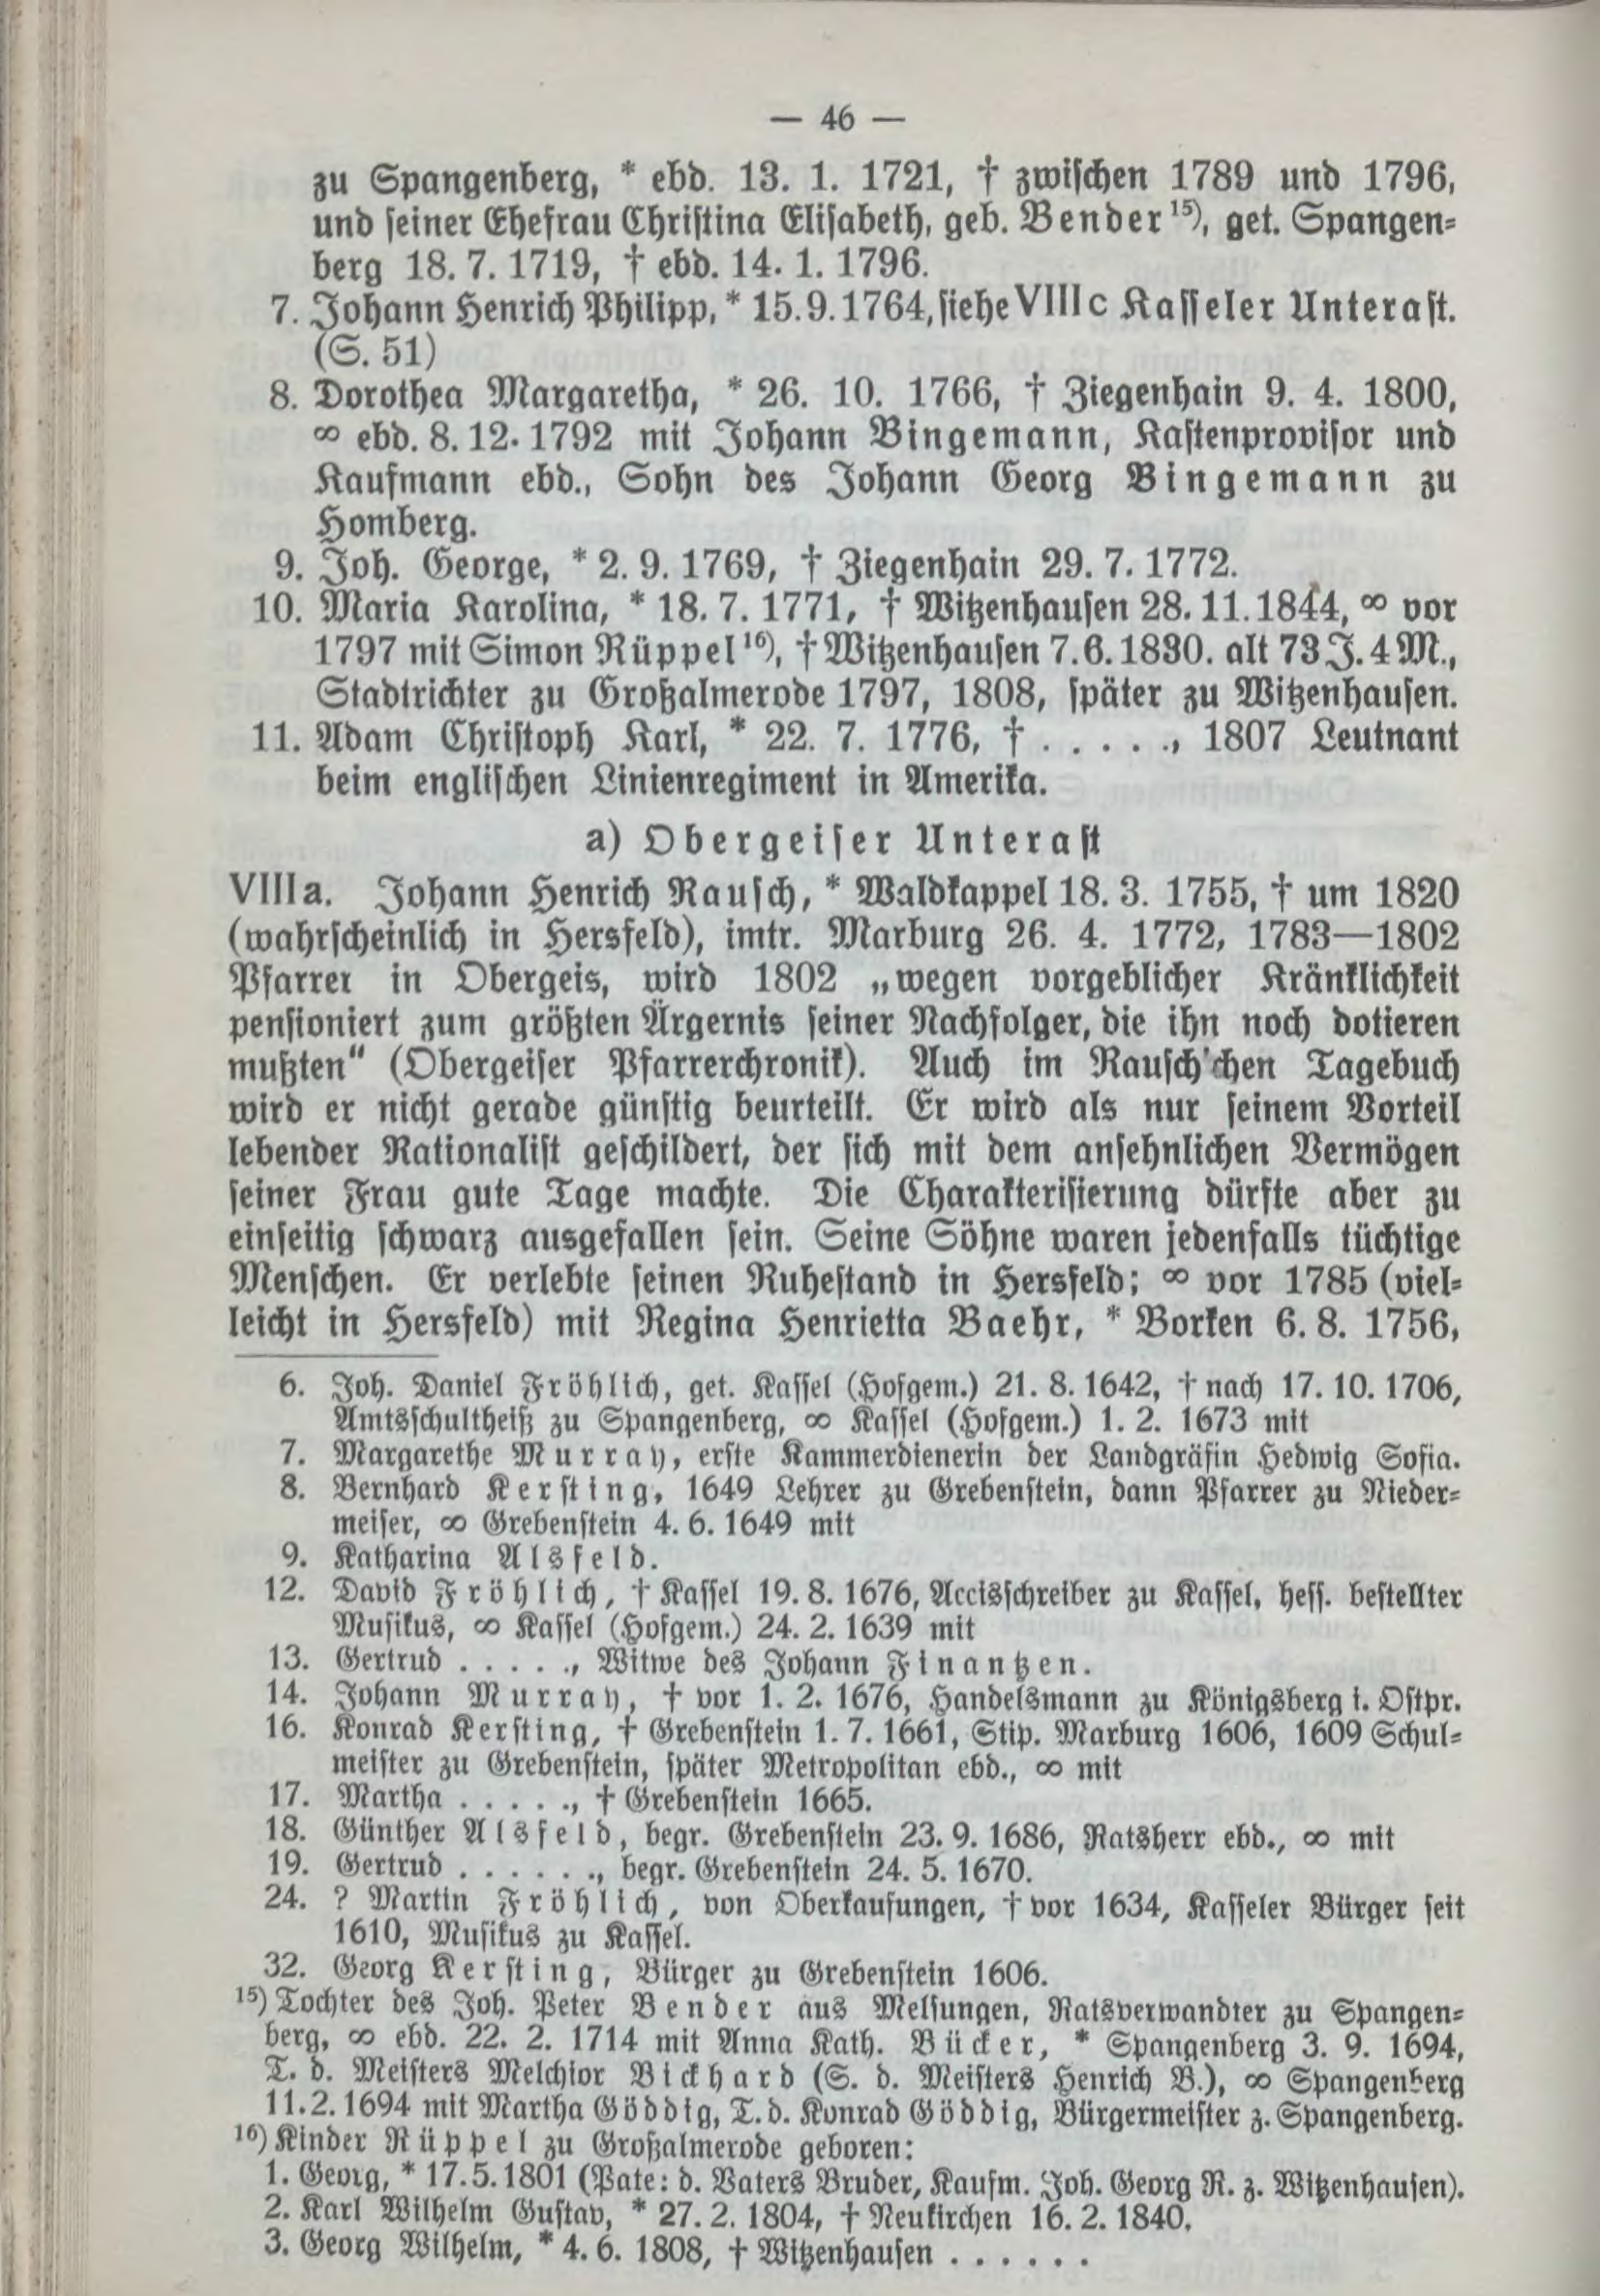 — 46 —
zu Spangenberg, * ebd. 13. 1. 1721, † zwischen 1789 und 1796,
und seiner Ehefrau Christina Elisabeth, geb. Bender ¹⁵), get. Spangen=
berg 18. 7. 1719, † ebd. 14. 1. 1796.
7. Johann Henrich Philipp, * 15. 9. 1764, siehe VIIIc Kasseler Unterast.
(S. 51)
8. Dorothea Margaretha, * 26. 10. 1766, † Ziegenhain 9. 4. 1800,
∞ ebd. 8. 12. 1792 mit Johann Bingemann, Kastenprovisor und
Kaufmann ebd., Sohn des Johann Georg Bingemann zu
Homberg.
9. Joh. George, * 2. 9. 1769, † Ziegenhain 29. 7. 1772.
10. Maria Karolina, * 18. 7. 1771, † Witzenhausen 28. 11. 1844, ∞ vor
1797 mit Simon Rüppel ¹⁶), † Witzenhausen 7. 6. 1830. alt 73 J. 4 M.,
Stadtrichter zu Großalmerode 1797, 1808, später zu Witzenhausen.
11. Adam Christoph Karl, * 22. 7. 1776, † . . . . ., 1807 Leutnant
beim englischen Linienregiment in Amerika.
a) Obergeiser Unterast
VIIIa. Johann Henrich Rausch, * Waldkappel 18. 3. 1755, † um 1820
(wahrscheinlich in Hersfeld), imtr. Marburg 26. 4. 1772, 1783—1802
Pfarrer in Obergeis, wird 1802 „wegen vorgeblicher Kränklichkeit
pensioniert zum größten Ärgernis seiner Nachfolger, die ihn noch dotieren
mußten“ (Obergeiser Pfarrerchronik). Auch im Rausch'chen Tagebuch
wird er nicht gerade günstig beurteilt. Er wird als nur seinem Vorteil
lebender Rationalist geschildert, der sich mit dem ansehnlichen Vermögen
seiner Frau gute Tage machte. Die Charakterisierung dürfte aber zu
einseitig schwarz ausgefallen sein. Seine Söhne waren jedenfalls tüchtige
Menschen. Er verlebte seinen Ruhestand in Hersfeld; ∞ vor 1785 (viel=
leicht in Hersfeld) mit Regina Henrietta Baehr, * Borken 6. 8. 1756,
6. Joh. Daniel Fröhlich, get. Kassel (Hofgem.) 21. 8. 1642, † nach 17. 10. 1706,
Amtsschultheiß zu Spangenberg, ∞ Kassel (Hofgem.) 1. 2. 1673 mit
7. Margarethe Murray, erste Kammerdienerin der Landgräfin Hedwig Sofia.
8. Bernhard Kersting, 1649 Lehrer zu Grebenstein, dann Pfarrer zu Nieder=
meiser, ∞ Grebenstein 4. 6. 1649 mit
9. Katharina Alsfeld.
12. David Fröhlich, † Kassel 19. 8. 1676, Accisschreiber zu Kassel, hess. bestellter
Musikus, ∞ Kassel (Hofgem.) 24. 2. 1639 mit
13. Gertrud . . . . ., Witwe des Johann Finantzen.
14. Johann Murray, † vor 1. 2. 1676, Handelsmann zu Königsberg i. Ostpr.
16. Konrad Kersting, † Grebenstein 1. 7. 1661, Stip. Marburg 1606, 1609 Schul=
meister zu Grebenstein, später Metropolitan ebd., ∞ mit
17. Martha . . . . ., † Grebenstein 1665.
18. Günther Alsfeld, begr. Grebenstein 23. 9. 1686, Ratsherr ebd., ∞ mit
19. Gertrud . . . . . ., begr. Grebenstein 24. 5. 1670.
24. ? Martin Fröhlich, von Oberkaufungen, † vor 1634, Kasseler Bürger seit
1610, Musikus zu Kassel.
32. Georg Kersting, Bürger zu Grebenstein 1606.
¹⁵) Tochter des Joh. Peter Bender aus Melsungen, Ratsverwandter zu Spangen=
berg, ∞ ebd. 22. 2. 1714 mit Anna Kath. Bücker, * Spangenberg 3. 9. 1694,
T. d. Meisters Melchior Bickhard (S. d. Meisters Henrich B.), ∞ Spangenberg
11. 2. 1694 mit Martha Göddig, T. d. Konrad Göddig, Bürgermeister z. Spangenberg.
¹⁶) Kinder Rüppel zu Großalmerode geboren:
1. Georg, * 17. 5. 1801 (Pate: d. Vaters Bruder, Kaufm. Joh. Georg R. z. Witzenhausen).
2. Karl Wilhelm Gustav, * 27. 2. 1804, † Neukirchen 16. 2. 1840.
3. Georg Wilhelm, * 4. 6. 1808, † Witzenhausen . . . . . .